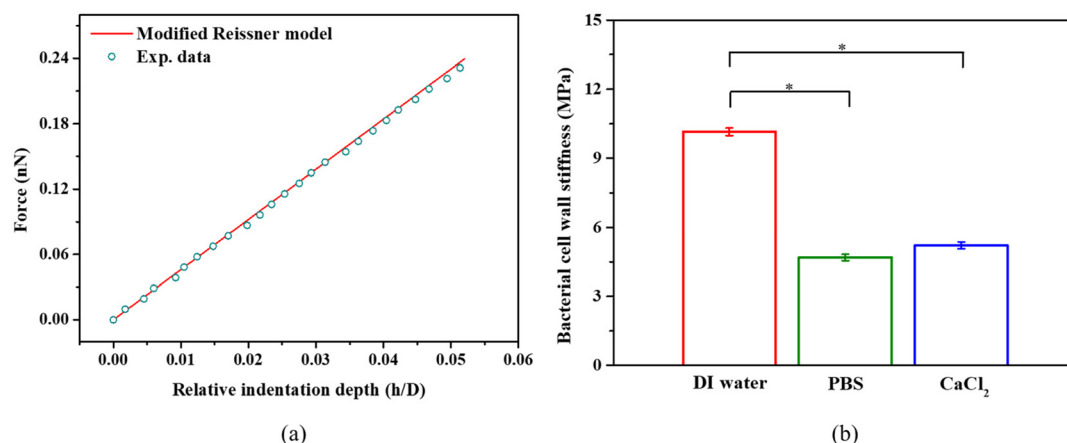 Modified Reissner model
Exp. data
Force (nN)
0.24
0.18
0.12
0.06
0.00
0.00 0.01 0.02 0.03 0.04 0.05 0.06
Relative indentation depth (h/D)
(a)
Bacterial cell wall stiffness (MPa)
15
12
9
6
3
0
*
*
DI water PBS CaCl₂
(b)